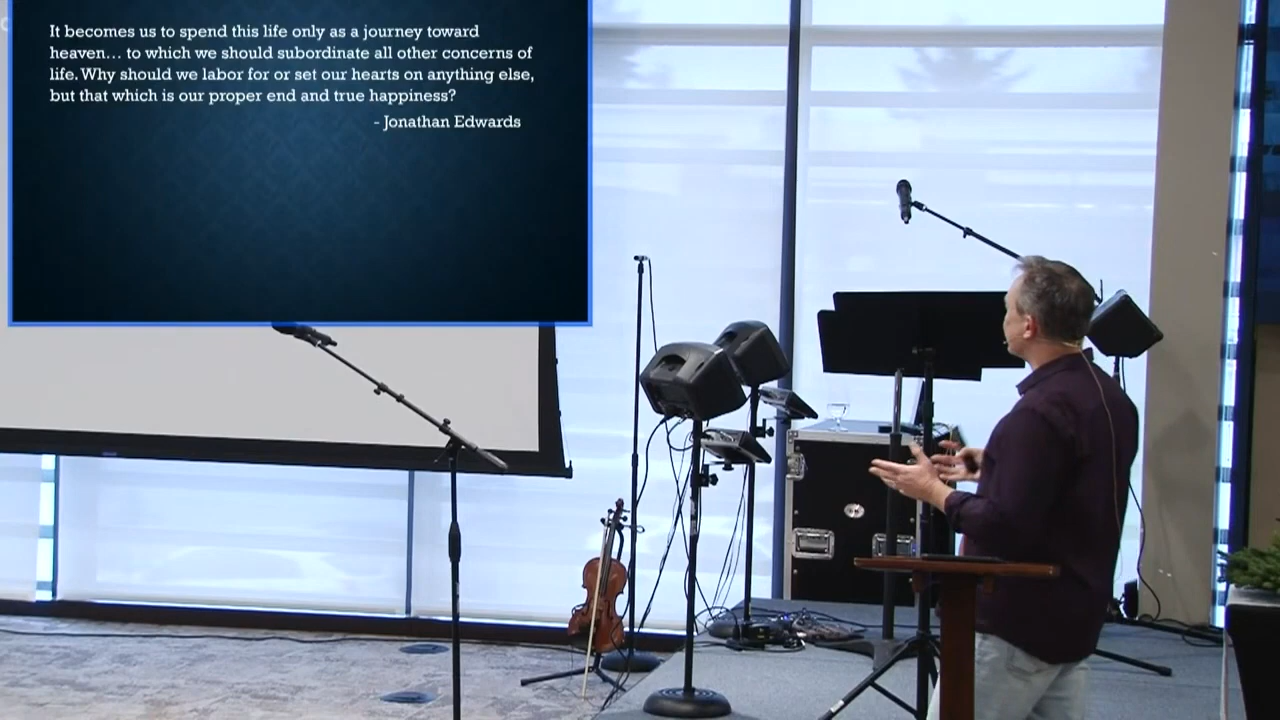 It becomes us to spend this life only as a journey toward
heaven... to which we should subordinate all other concerns of
life. Why should we labor for or set our hearts on anything else,
but that which is our proper end and true happiness?
- Jonathan Edwards